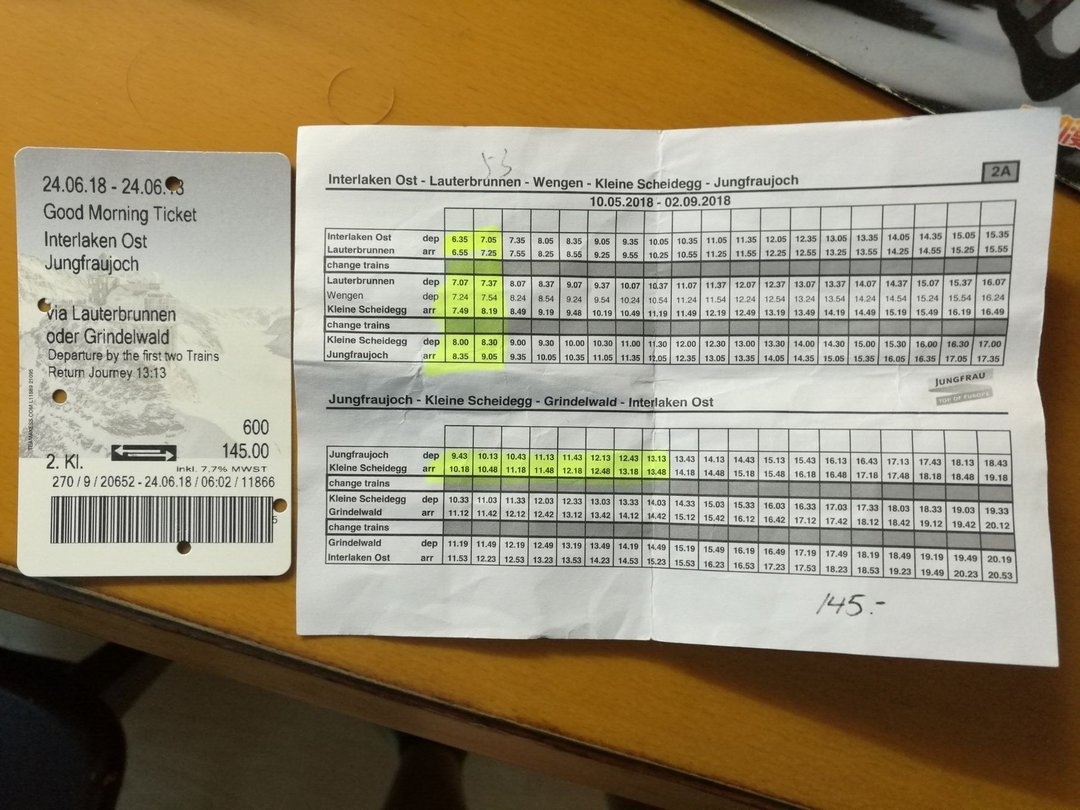 24.06.18 - 24.06.18
Good Morning Ticket
Interlaken Ost
Jungfraujoch
via Lauterbrunnen
oder Grindelwald
Departure by the first two Trains
Return Journey 13:13
600
145.00
2. Kl.
inkl. 7,7% MWST
270 / 9 / 20652 - 24.06.18 / 06:02 / 11866
5
53
2A
Interlaken Ost - Lauterbrunnen - Wengen - Kleine Scheidegg - Jungfraujoch
10.05.2018 - 02.09.2018
Interlaken Ost dep 6.35 7.05 7.35 8.05 8.35 9.05 9.35 10.05 10.35 11.05 11.35 12.05 12.35 13.05 13.35 14.05 14.35 15.05 15.35
Lauterbrunnen arr 6.55 7.25 7.55 8.25 8.55 9.25 9.55 10.25 10.55 11.25 11.55 12.25 12.55 13.25 13.55 14.25 14.55 15.25 15.55
change trains
Lauterbrunnen dep 7.07 7.37 8.07 8.37 9.07 9.37 10.07 10.37 11.07 11.37 12.07 12.37 13.07 13.37 14.07 14.37 15.07 15.37 16.07
Wengen dep 7.24 7.54 8.24 8.54 9.24 9.54 10.24 10.54 11.24 11.54 12.24 12.54 13.24 13.54 14.24 14.54 15.24 15.54 16.24
Kleine Scheidegg arr 7.49 8.19 8.49 9.19 9.48 10.19 10.49 11.19 11.49 12.19 12.49 13.19 13.49 14.19 14.49 15.19 15.49 16.19 16.49
change trains
Kleine Scheidegg dep 8.00 8.30 9.00 9.30 10.00 10.30 11.00 11.30 12.00 12.30 13.00 13.30 14.00 14.30 15.00 15.30 16.00 16.30 17.00
Jungfraujoch arr 8.35 9.05 9.35 10.05 10.35 11.05 11.35 12.05 12.35 13.05 13.35 14.05 14.35 15.05 15.35 16.05 16.35 17.05 17.35
JUNGFRAU
TOP OF EUROPE
Jungfraujoch - Kleine Scheidegg - Grindelwald - Interlaken Ost
Jungfraujoch dep 9.43 10.13 10.43 11.13 11.43 12.13 12.43 13.13 13.43 14.13 14.43 15.13 15.43 16.13 16.43 17.13 17.43 18.13 18.43
Kleine Scheidegg arr 10.18 10.48 11.18 11.48 12.18 12.48 13.18 13.48 14.18 14.48 15.18 15.48 16.18 16.48 17.18 17.48 18.18 18.48 19.18
change trains
Kleine Scheidegg dep 10.33 11.03 11.33 12.03 12.33 13.03 13.33 14.03 14.33 15.03 15.33 16.03 16.33 17.03 17.33 18.03 18.33 19.03 19.33
Grindelwald arr 11.12 11.42 12.12 12.42 13.12 13.42 14.12 14.42 15.12 15.42 16.12 16.42 17.12 17.42 18.12 18.42 19.12 19.42 20.12
change trains
Grindelwald dep 11.19 11.49 12.19 12.49 13.19 13.49 14.19 14.49 15.19 15.49 16.19 16.49 17.19 17.49 18.19 18.49 19.19 19.49 20.19
Interlaken Ost arr 11.53 12.23 12.53 13.23 13.53 14.23 14.53 15.23 15.53 16.23 16.53 17.23 17.53 18.23 18.53 19.23 19.49 20.23 20.53
145.-